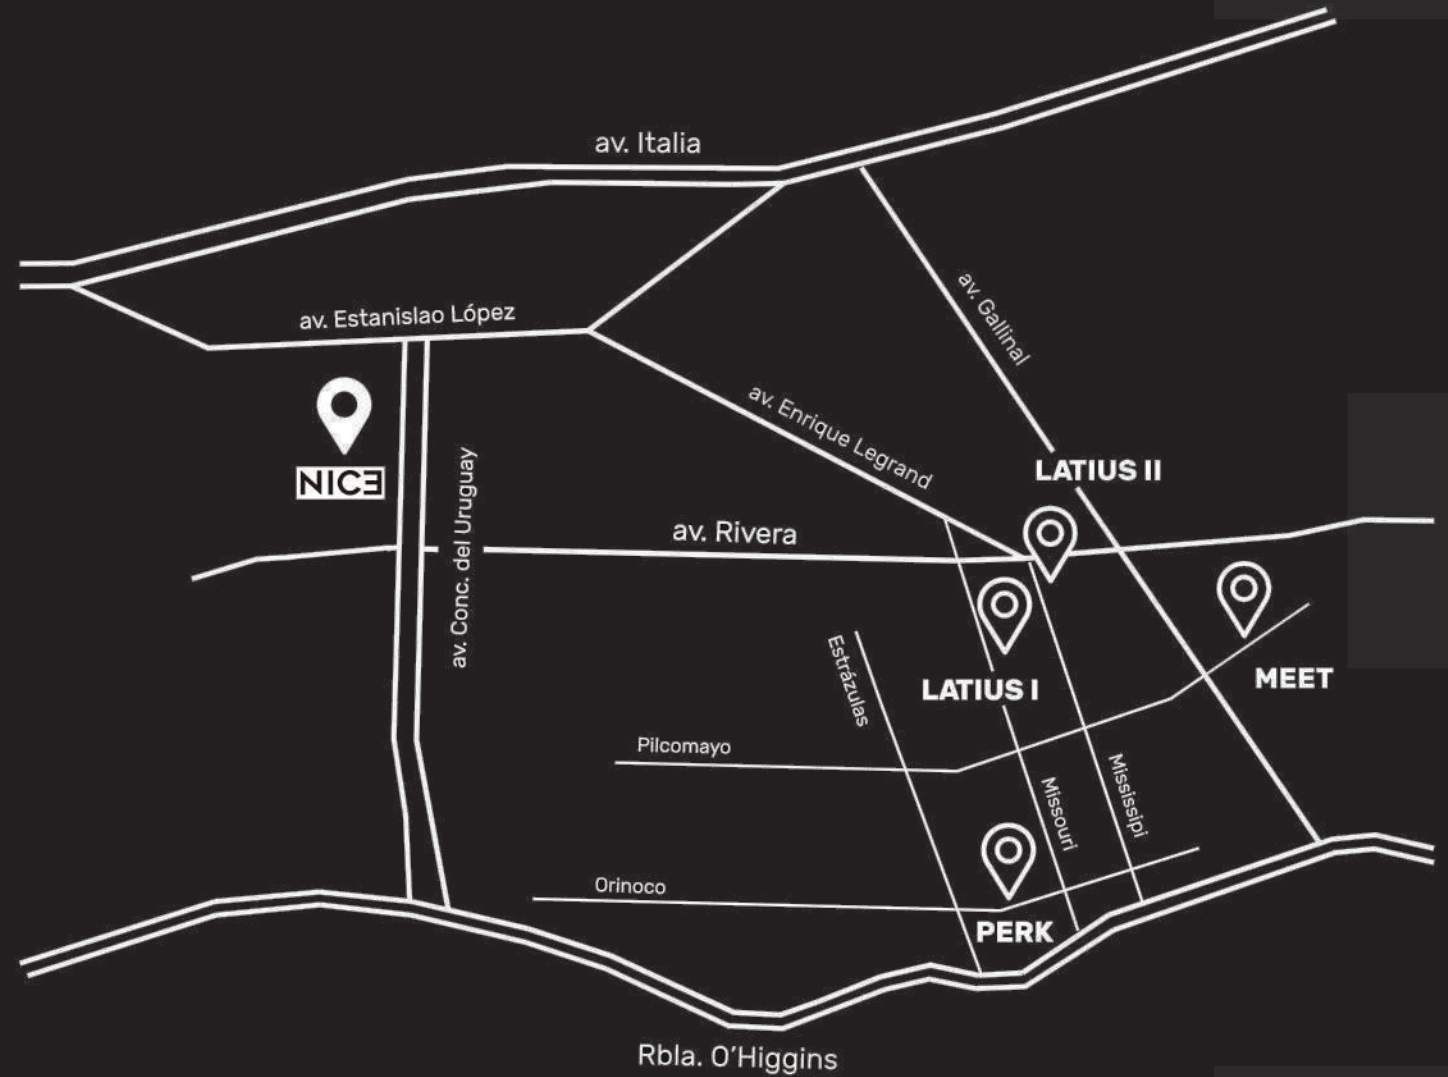 av. Italia
av. Gallinal
av. Estanislao López
av. Enrique Legrand
LATIUS II
NICE
av. Conc. del Uruguay
av. Rivera
Estrázulas
LATIUS I
MEET
Pilcomayo
Missouri
Mississipi
Orinoco
PERK
Rbla. O'Higgins